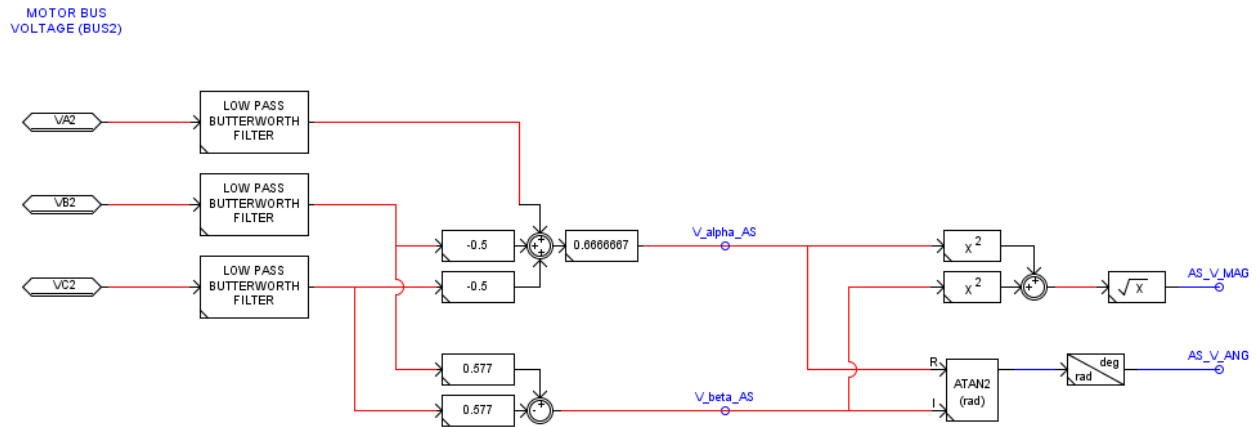 MOTOR BUS
VOLTAGE (BUS2)
VA2
LOW PASS
BUTTERWORTH
FILTER
VB2
LOW PASS
BUTTERWORTH
FILTER
VC2
LOW PASS
BUTTERWORTH
FILTER
-0.5
-0.5
+
+
+
0.6666667
V_alpha_AS
x 2
x 2
+
+
√x
AS_V_MAG
0.577
0.577
-
V_beta_AS
R
I
ATAN2
(rad)
deg
rad
AS_V_ANG